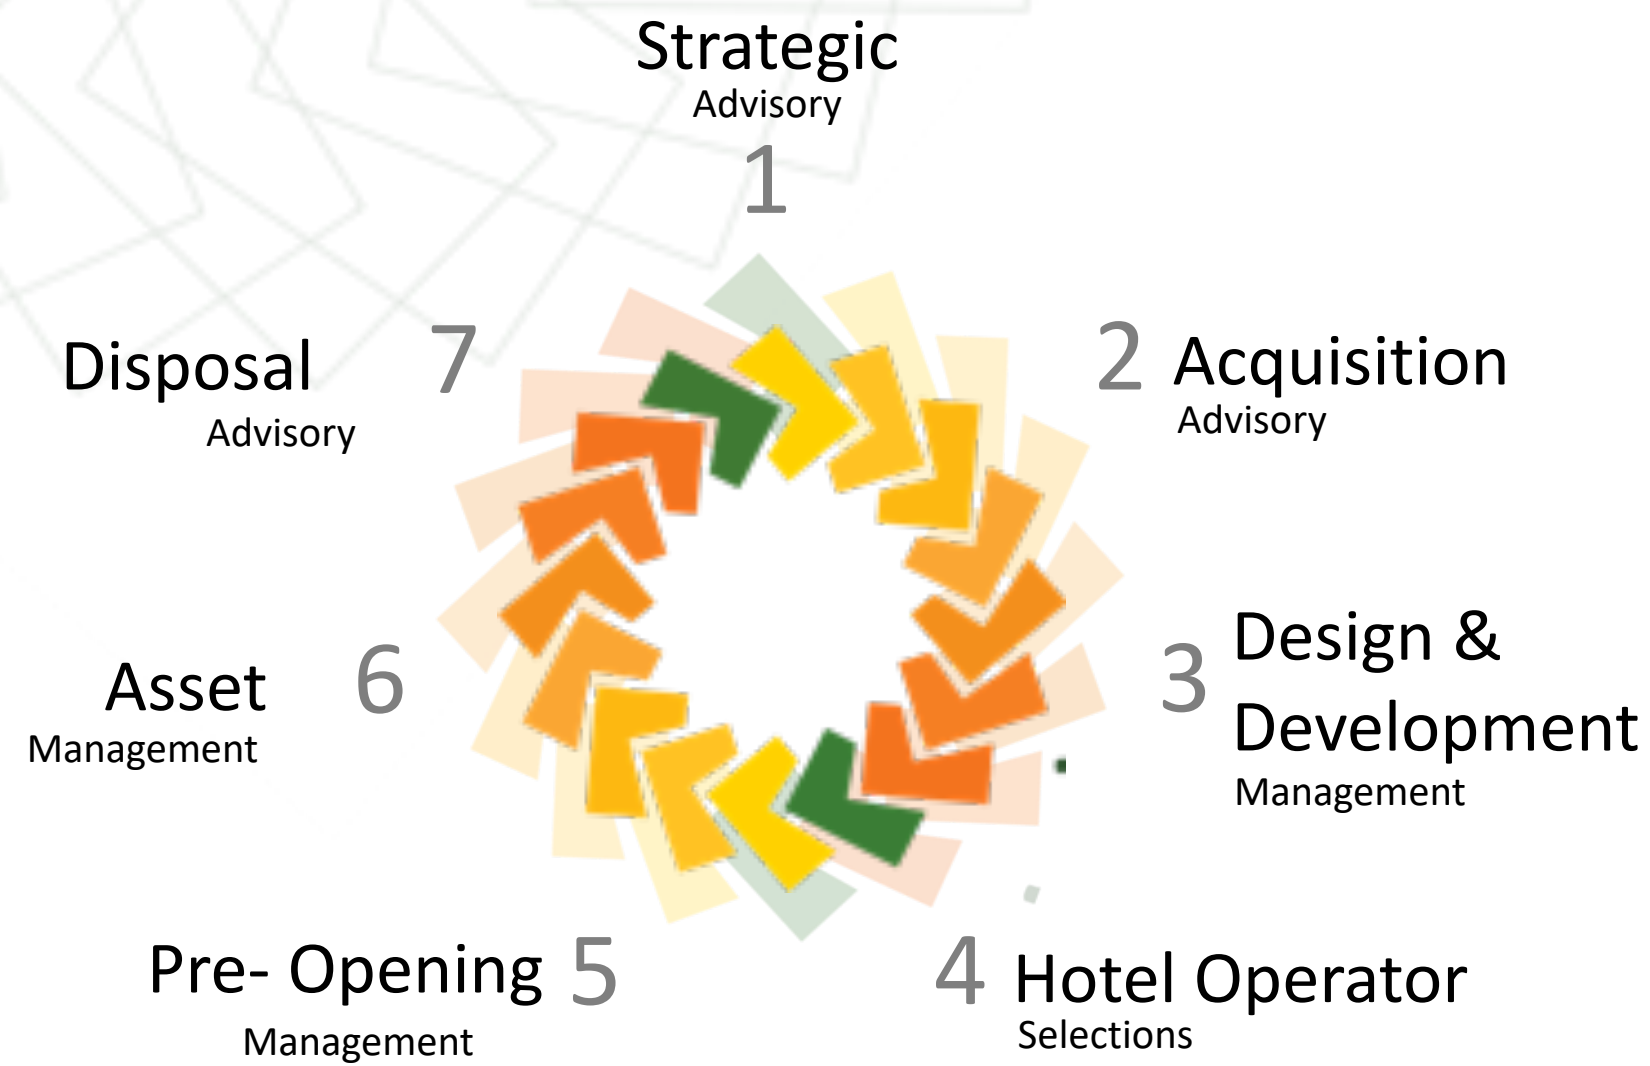 Strategic
Advisory
1
2 Acquisition
Advisory
3 Design &
Development
Management
4 Hotel Operator
Selections
Pre- Opening 5
Management
Asset 6
Management
Disposal 7
Advisory